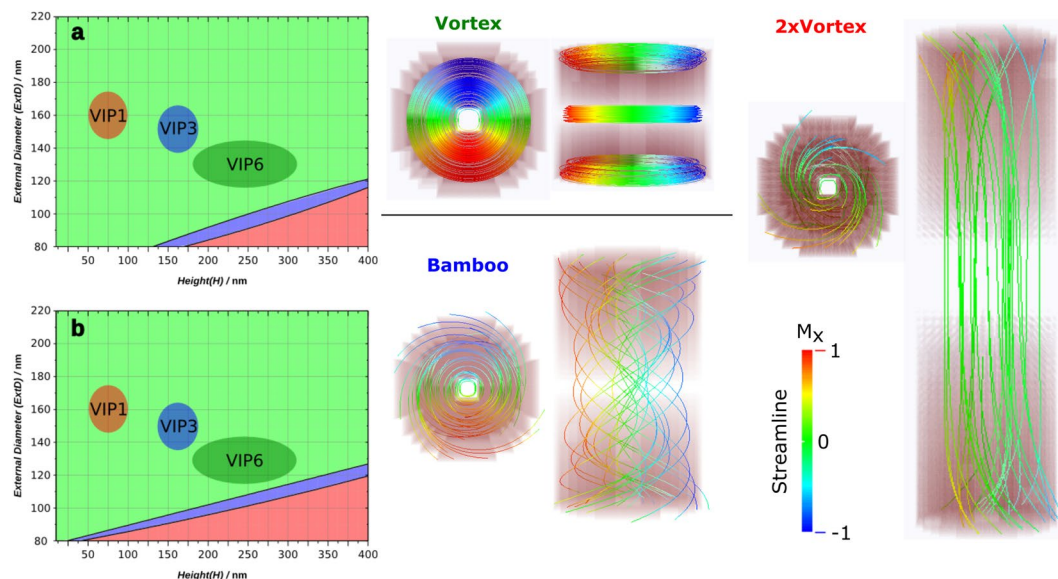 a
External Diameter (ExtD) / nm
220
200
180
160
140
120
100
80
VIP1
VIP3
VIP6
50
100
150
200
250
300
350
400
Height(H) / nm
b
External Diameter (ExtD) / nm
220
200
180
160
140
120
100
80
VIP1
VIP3
VIP6
50
100
150
200
250
300
350
400
Height(H) / nm
Vortex
Bamboo
2xVortex
Mx
Streamline
1
0
-1